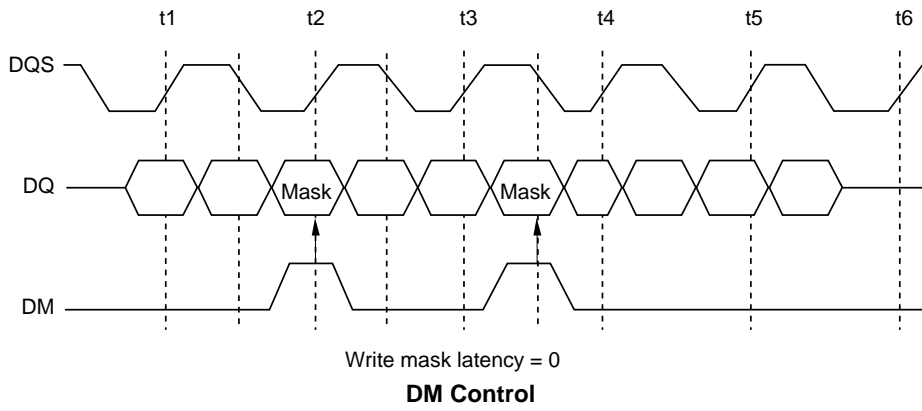 t1 t2 t3 t4 t5 t6
DQS
DQ Mask Mask
DM
Write mask latency = 0
DM Control